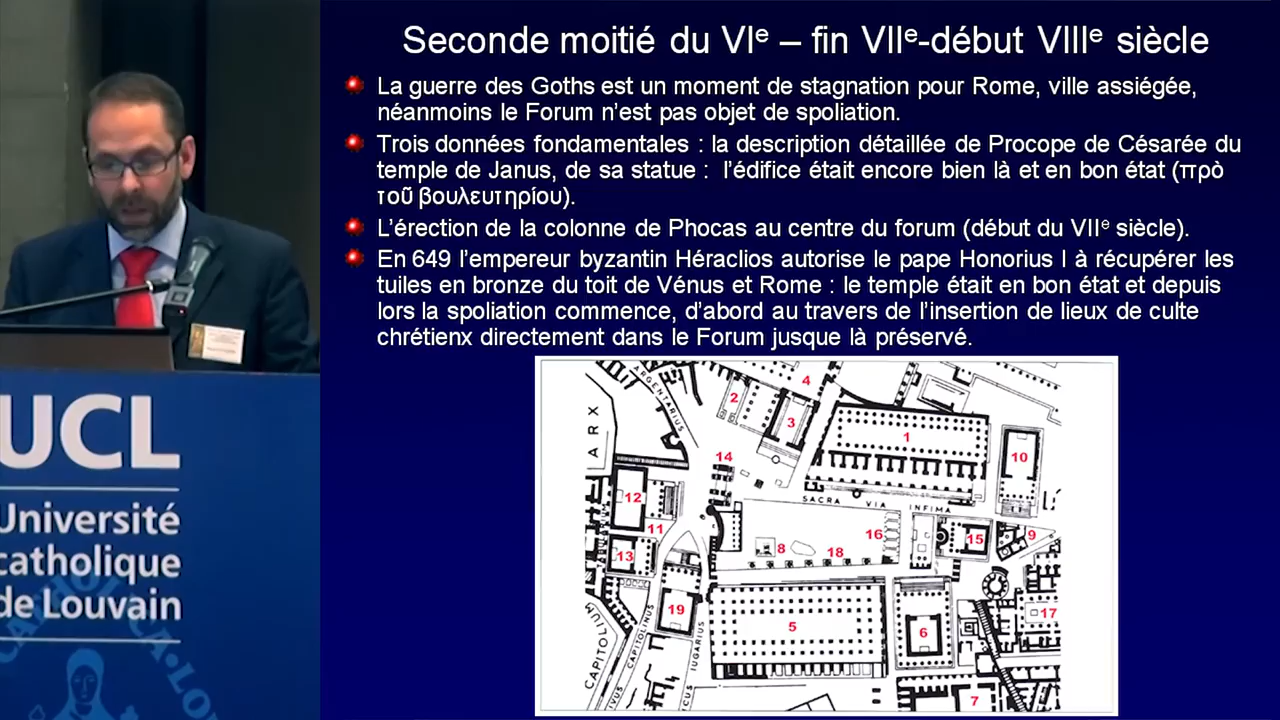 Seconde moitié du VIe – fin VIIe-début VIIIe siècle
La guerre des Goths est un moment de stagnation pour Rome, ville assiégée,
néanmoins le Forum n'est pas objet de spoliation.
Trois données fondamentales : la description détaillée de Procope de Césarée du
temple de Janus, de sa statue : l'édifice était encore bien là et en bon état (πρὸ
τοῦ βουλευτηρίου).
L'érection de la colonne de Phocas au centre du forum (début du VIIe siècle).
En 649 l'empereur byzantin Héraclios autorise le pape Honorius I à récupérer les
tuiles en bronze du toit de Vénus et Rome : le temple était en bon état et depuis
lors la spoliation commence, d'abord au travers de l'insertion de lieux de culte
chrétienx directement dans le Forum jusque là préservé.
ARGENTARIUS
ARX
4
2
3
1
10
14
12
SACRA VIA INFIMA
11
16
15
9
13
8
18
19
5
6
17
7
CAPITOLIUM
CAPITOLINUS
IUGARIUS
UCL
Université
catholique
de Louvain